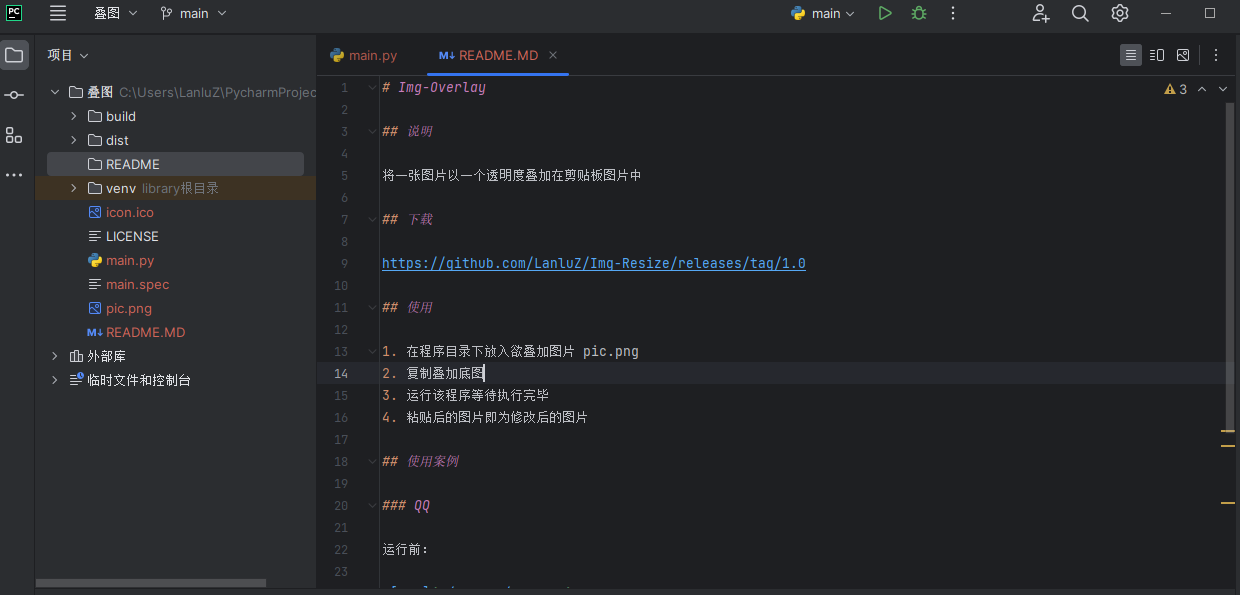 PC
叠图
main
main
项目
main.py
M↓ README.MD
叠图 C:\Users\LanluZ\PycharmProjec
build
dist
README
venv library根目录
icon.ico
LICENSE
main.py
main.spec
pic.png
M↓ README.MD
外部库
临时文件和控制台
3
1 # Img-Overlay
2
3 ## 说明
4
5 将一张图片以一个透明度叠加在剪贴板图片中
6
7 ## 下载
8
9 https://github.com/LanluZ/Img-Resize/releases/tag/1.0
10
11 ## 使用
12
13 1. 在程序目录下放入欲叠加图片 pic.png
14 2. 复制叠加底图
15 3. 运行该程序等待执行完毕
16 4. 粘贴后的图片即为修改后的图片
17
18 ## 使用案例
19
20 ### QQ
21
22 运行前:
23